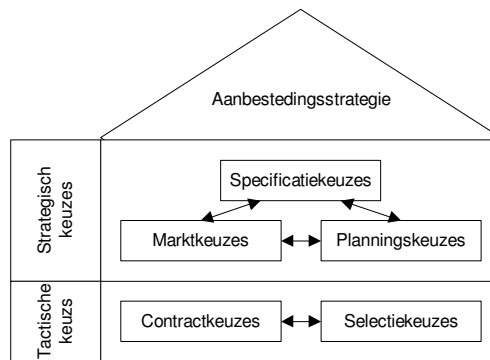 Aanbestedingsstrategie
Strategisch
keuzes
Specificatiekeuzes
Marktkeuzes
Planningskeuzes
Tactische
keuzs
Contractkeuzes
Selectiekeuzes